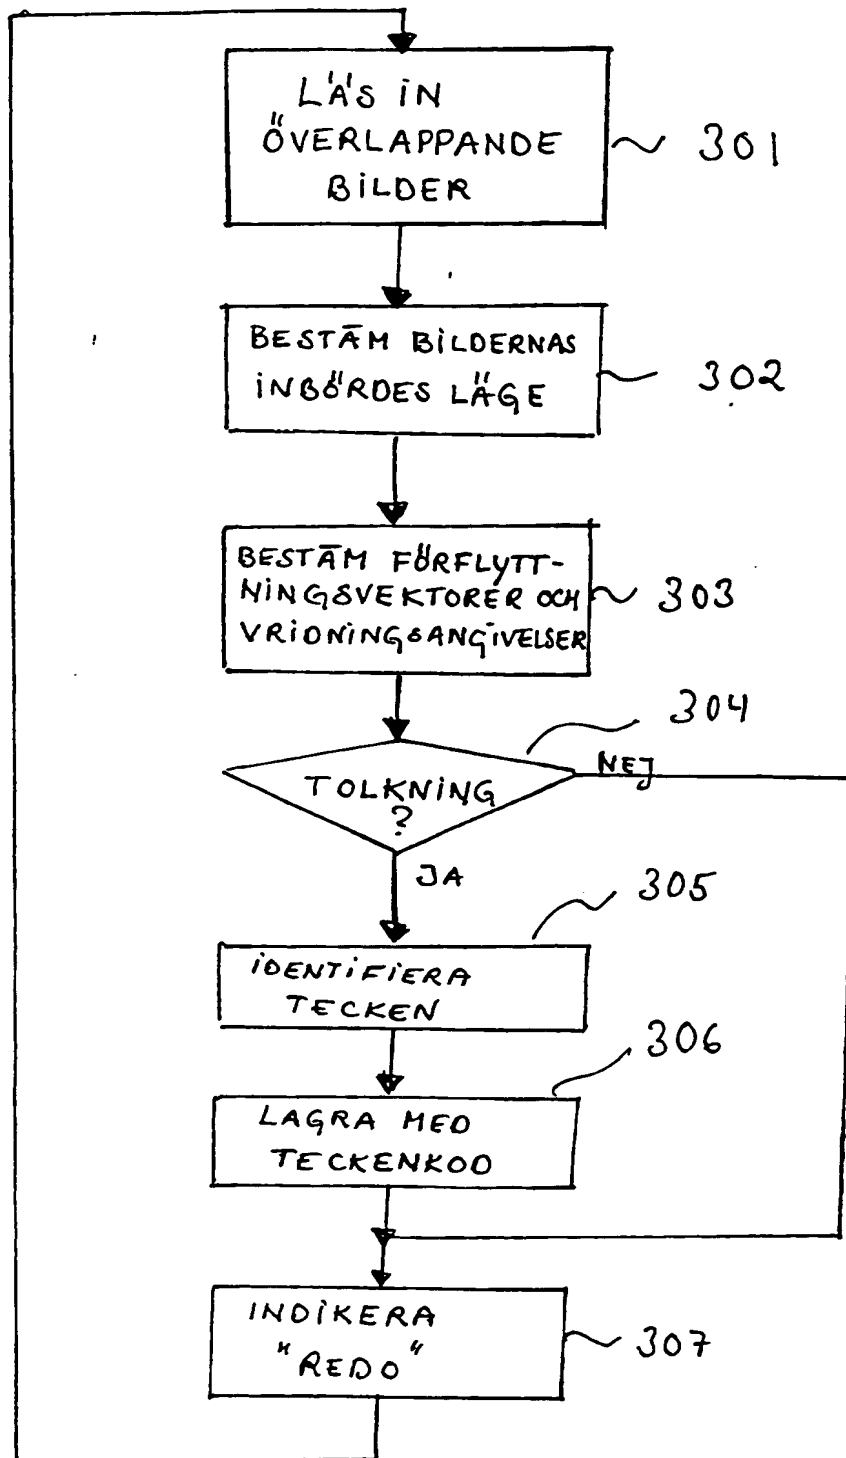 LÄS IN
ÖVERLAPPANDE
BILDER
301
BESTÄM BILDERNAS
INBÖRDES LÄGE
302
BESTÄM FÖRFLYTT-
NINGSVEKTORER OCH
VRIDNINGSANGIVELSER
303
304
TOLKNING
?
NEJ
JA
305
IDENTIFIERA
TECKEN
306
LAGRA MED
TECKENKOD
INDIKERA
"REDO"
307